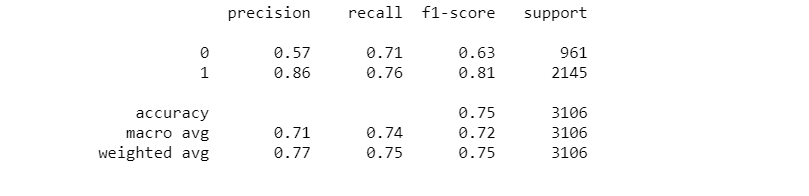 precision recall f1-score support
0 0.57 0.71 0.63 961
1 0.86 0.76 0.81 2145
accuracy 0.75 3106
macro avg 0.71 0.74 0.72 3106
weighted avg 0.77 0.75 0.75 3106